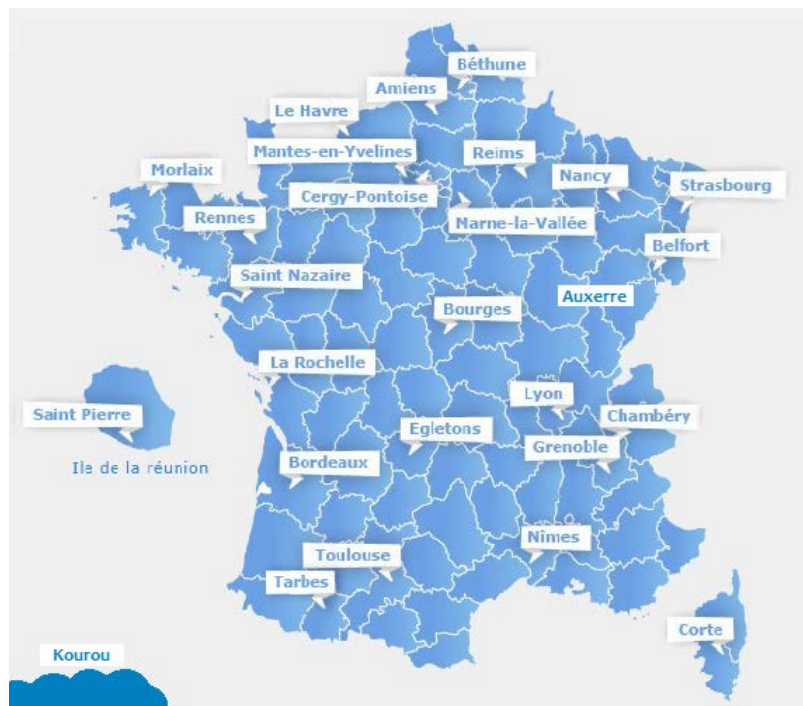 Béthune
Amiens
Le Havre
Mantes-en-Yvelines
Reims
Morlaix
Nancy
Strasbourg
Cergy-Pontoise
Rennes
Marne-la-Vallée
Belfort
Saint Nazaire
Auxerre
Bourges
La Rochelle
Lyon
Saint Pierre
Chambéry
Egletons
Grenoble
Ile de la réunion
Bordeaux
Nîmes
Toulouse
Tarbes
Corte
Kourou